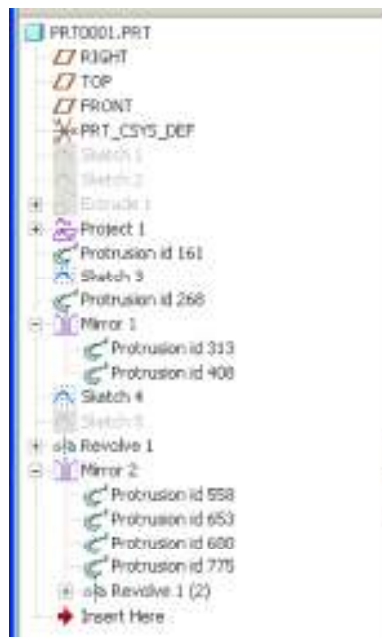 PRT0001.PRT
RIGHT
TOP
FRONT
PRT_CSYS_DEF
Sketch 1
Sketch 2
Extrude 1
Project 1
Protrusion id 161
Sketch 3
Protrusion id 268
Mirror 1
Protrusion id 313
Protrusion id 408
Sketch 4
Sketch 5
Revolve 1
Mirror 2
Protrusion id 558
Protrusion id 653
Protrusion id 680
Protrusion id 775
Revolve 1 (2)
Insert Here